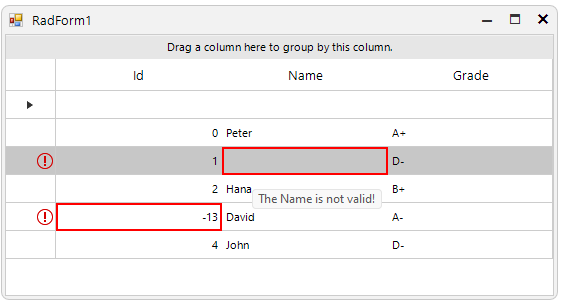 RadForm1
Drag a column here to group by this column.
Id Name Grade
0 Peter A+
1 D-
2 Hana B+
The Name is not valid!
-13 David A-
4 John D-